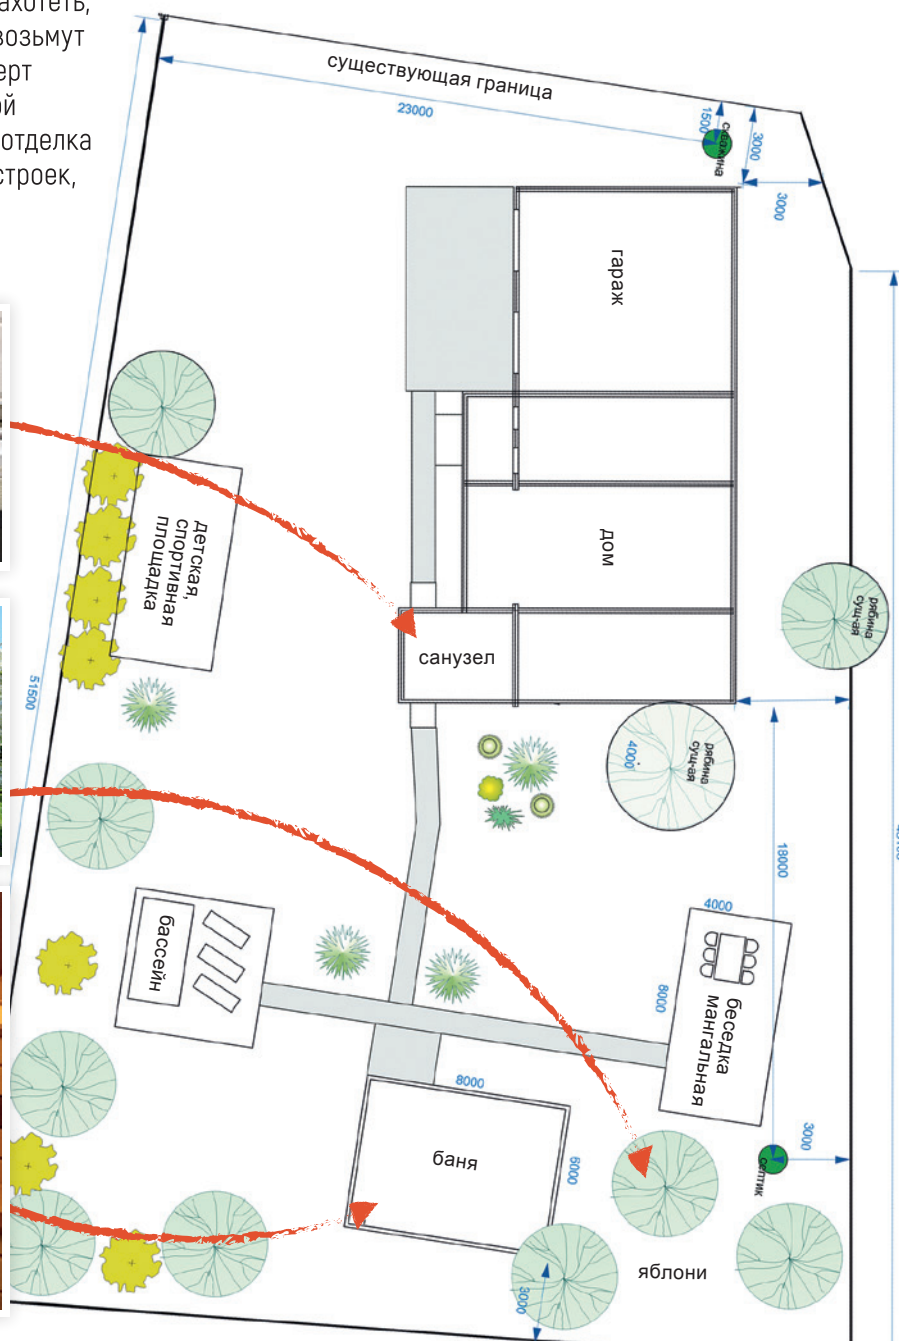 ахотеть,
возьмут
ерт
ой
отделка
строек,
существующая граница
23000
1500
скважина
3000
3000
гараж
дом
санузел
детская,
спортивная
площадка
51500
рябина
сущ-ая
рябина
сущ-ая
4000
18000
4000
8000
беседка
мангальная
бассейн
8000
6000
баня
3000
септик
яблони
3000